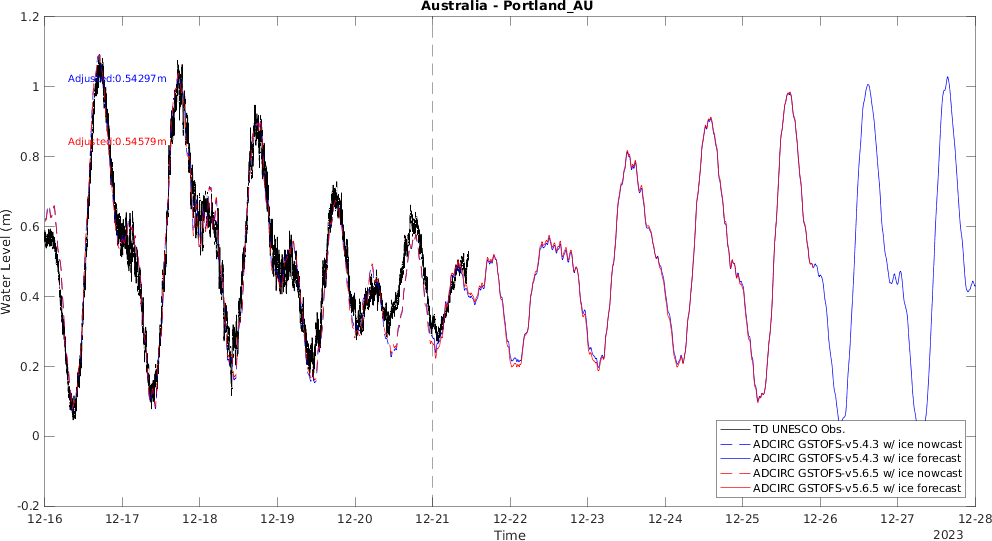 Australia - Portland_AU
1.2
1
0.8
0.6
0.4
0.2
0
-0.2
Water Level (m)
Adjusted:0.54297m
Adjusted:0.54579m
TD UNESCO Obs.
ADCIRC GSTOFS-v5.4.3 w/ ice nowcast
ADCIRC GSTOFS-v5.4.3 w/ ice forecast
ADCIRC GSTOFS-v5.6.5 w/ ice nowcast
ADCIRC GSTOFS-v5.6.5 w/ ice forecast
12-16 12-17 12-18 12-19 12-20 12-21 12-22 12-23 12-24 12-25 12-26 12-27 12-28
Time
2023